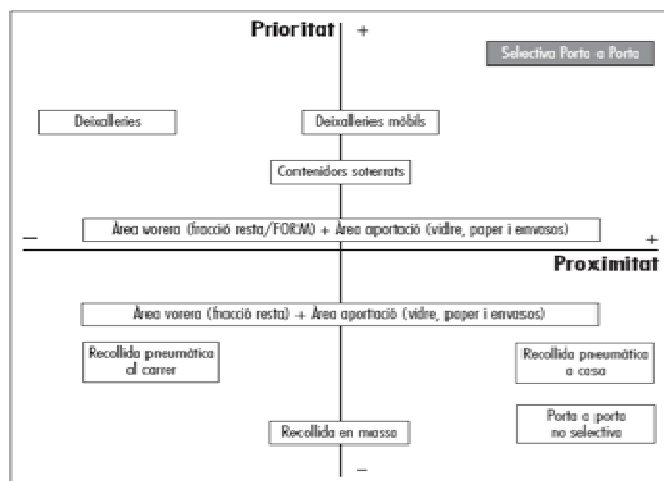 Prioritat
+
Selectiva Porta a Porta
Deixalleries
Deixalleries mòbils
Contenidors soterrats
Àrea vorera (fracció resta/FORM) + Àrea aportació (vidre, paper i envasos)
— +
Proximitat
Àrea vorera (fracció resta) + Àrea aportació (vidre, paper i envasos)
Recollida pneumàtica
al carrer
Recollida pneumàtica
a casa
Porta a porta
no selectiva
Recollida en massa
—